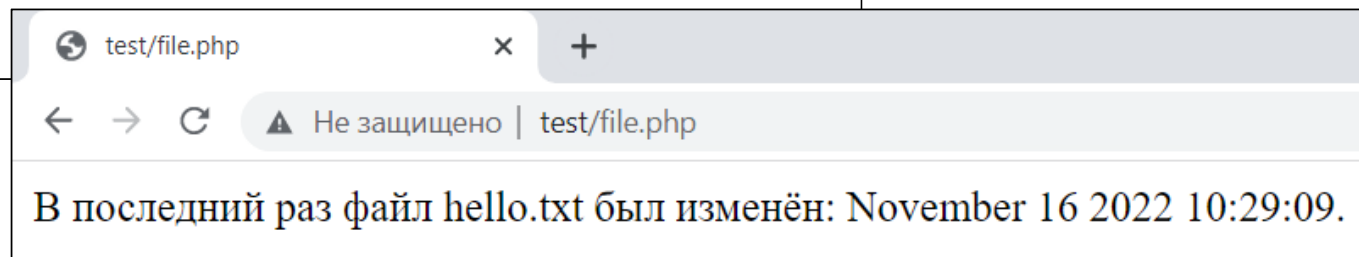 test/file.php
Не защищено | test/file.php
В последний раз файл hello.txt был изменён: November 16 2022 10:29:09.